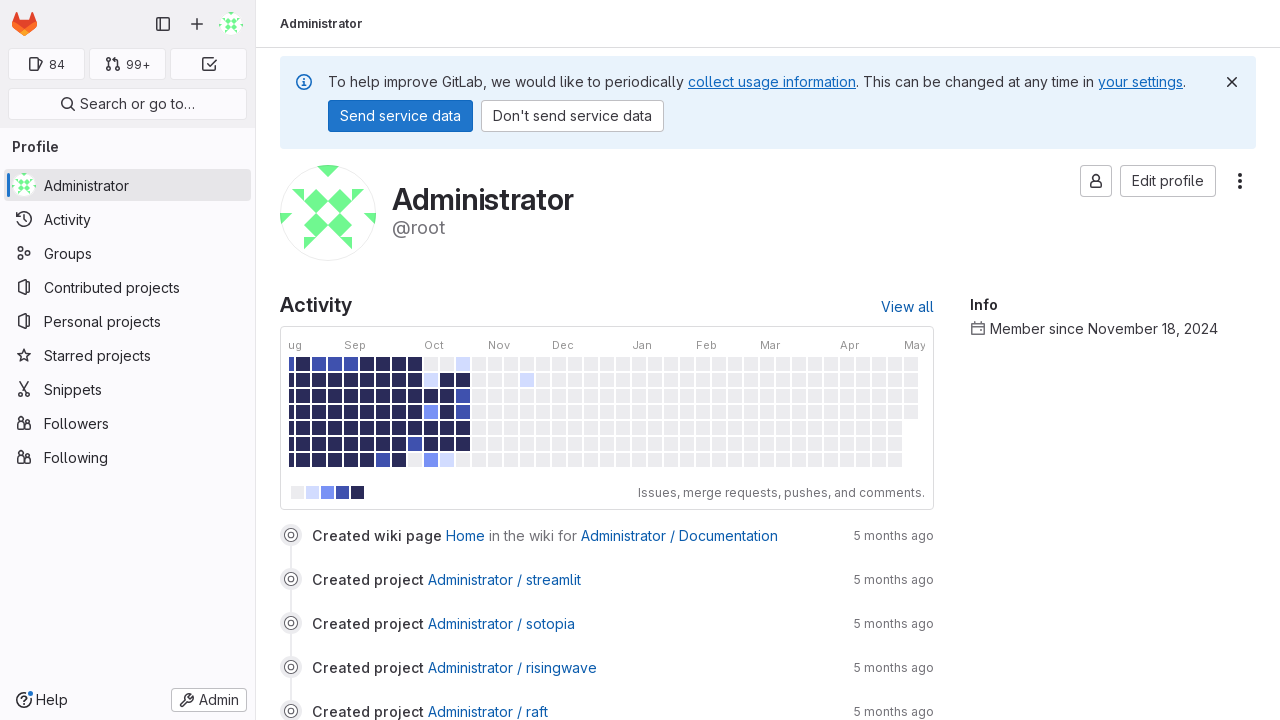 84
99+
Search or go to…
Profile
Administrator
Activity
Groups
Contributed projects
Personal projects
Starred projects
Snippets
Followers
Following
Help
Admin
Administrator
To help improve GitLab, we would like to periodically collect usage information. This can be changed at any time in your settings.
Send service data
Don't send service data
Administrator
@root
Edit profile
Activity
View all
ug Sep Oct Nov Dec Jan Feb Mar Apr May
Issues, merge requests, pushes, and comments.
Created wiki page Home in the wiki for Administrator / Documentation 5 months ago
Created project Administrator / streamlit 5 months ago
Created project Administrator / sotopia 5 months ago
Created project Administrator / risingwave 5 months ago
Created project Administrator / raft 5 months ago
Info
Member since November 18, 2024